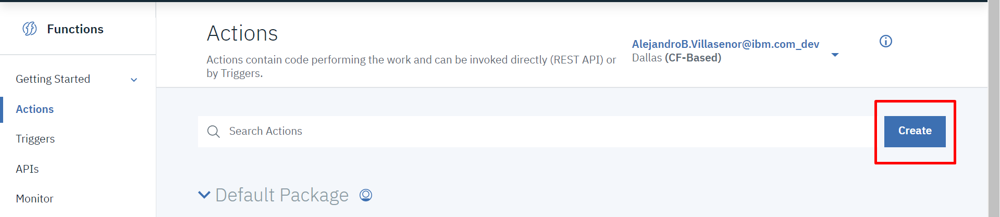 Functions
Getting Started
Actions
Triggers
APIs
Monitor
Actions
Actions contain code performing the work and can be invoked directly (REST API) or
by Triggers.
AlejandroB.Villasenor@ibm.com_dev
Dallas (CF-Based)
Search Actions
Create
Default Package